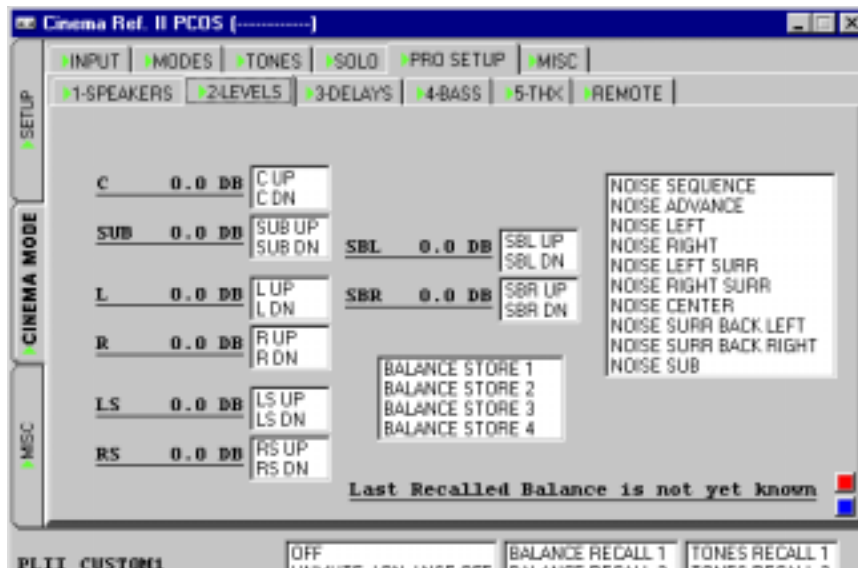 Cinema Ref. II PCOS (------------)
INPUT MODES TONES SOLO PRO SETUP MISC
1-SPEAKERS 2-LEVELS 3-DELAYS 4-BASS 5-THX REMOTE
SETUP
CINEMA MODE
MISC
C 0.0 DB
C UP
C DN
SUB 0.0 DB
SUB UP
SUB DN
L 0.0 DB
L UP
L DN
R 0.0 DB
R UP
R DN
LS 0.0 DB
LS UP
LS DN
RS 0.0 DB
RS UP
RS DN
SBL 0.0 DB
SBL UP
SBL DN
SBR 0.0 DB
SBR UP
SBR DN
BALANCE STORE 1
BALANCE STORE 2
BALANCE STORE 3
BALANCE STORE 4
NOISE SEQUENCE
NOISE ADVANCE
NOISE LEFT
NOISE RIGHT
NOISE LEFT SURR
NOISE RIGHT SURR
NOISE CENTER
NOISE SURR BACK LEFT
NOISE SURR BACK RIGHT
NOISE SUB
Last Recalled Balance is not yet known
PLII CUSTOM1
OFF
BALANCE RECALL 1
TONES RECALL 1